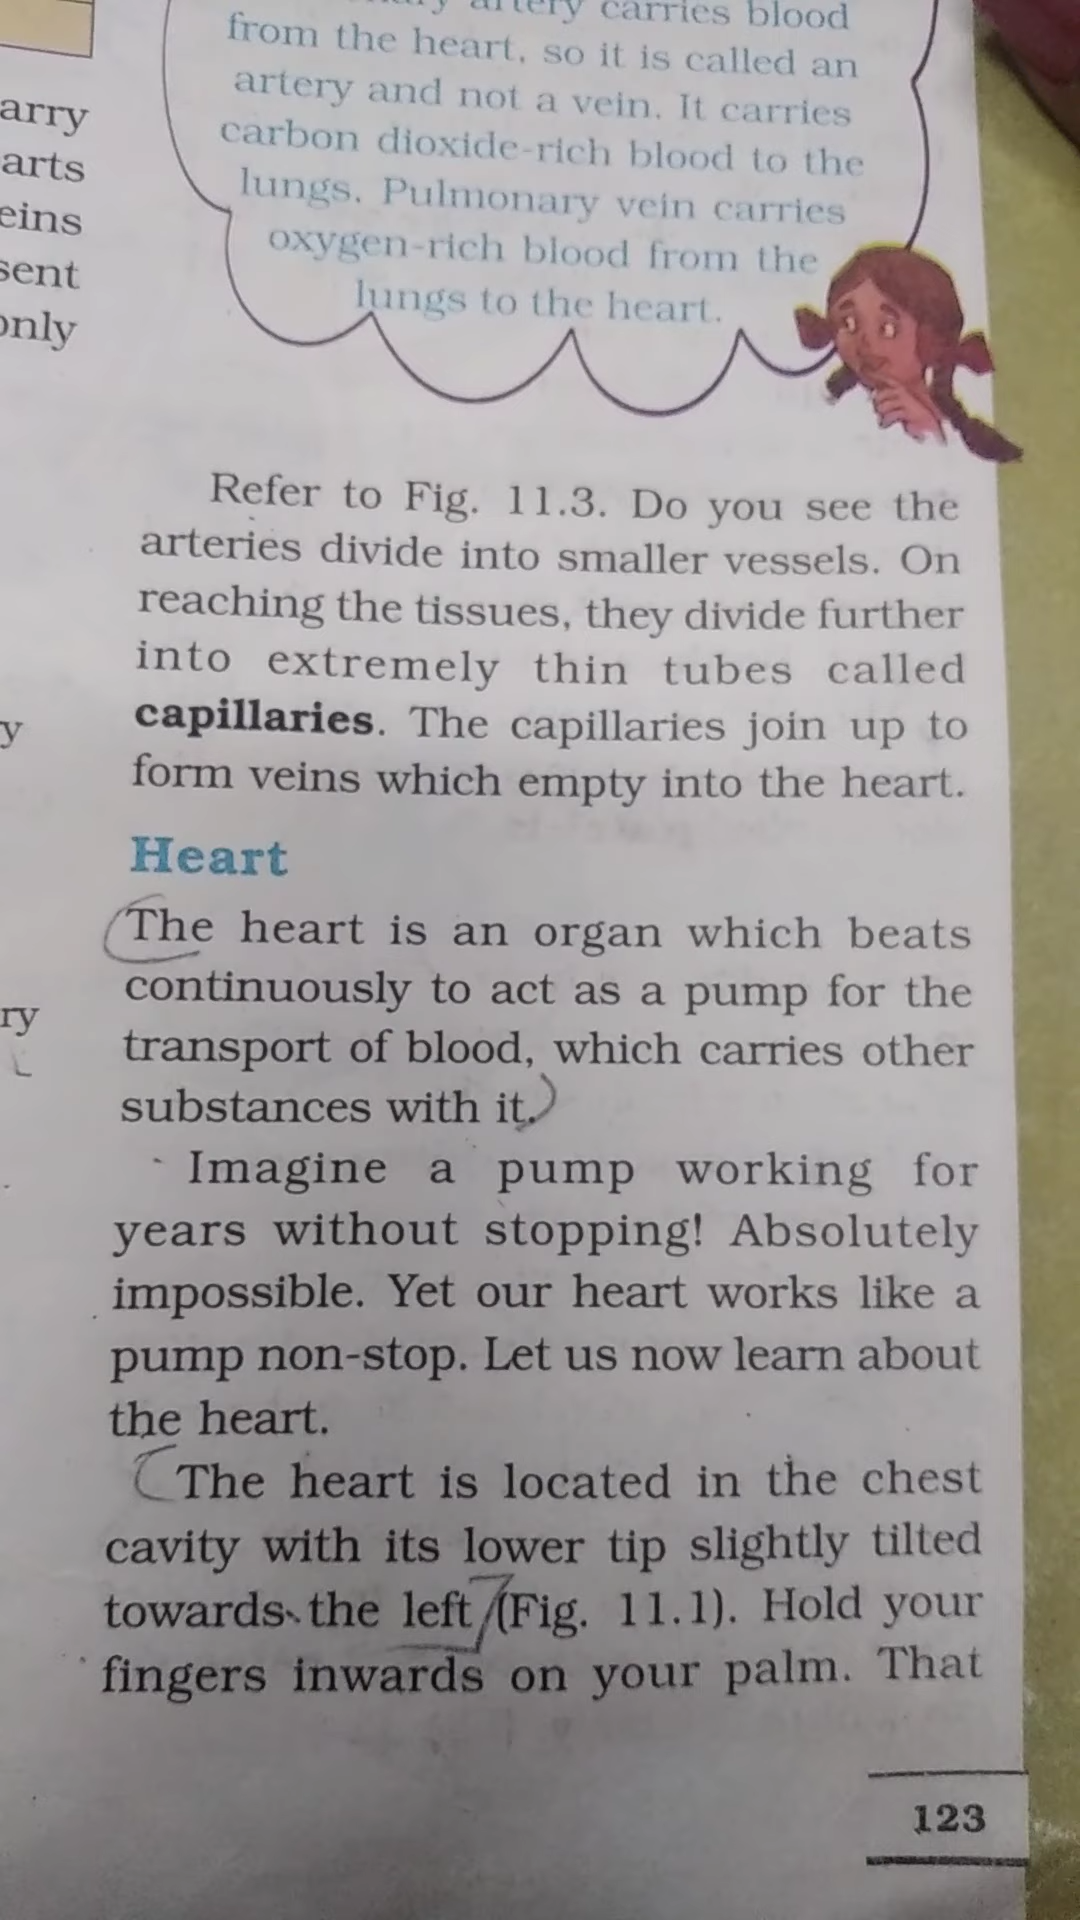 artery carries blood
from the heart, so it is called an
artery and not a vein. It carries
carbon dioxide-rich blood to the
lungs. Pulmonary vein carries
oxygen-rich blood from the
lungs to the heart.
arry
arts
eins
sent
only
y
ry
Refer to Fig. 11.3. Do you see the
arteries divide into smaller vessels. On
reaching the tissues, they divide further
into extremely thin tubes called
capillaries. The capillaries join up to
form veins which empty into the heart.
Heart
The heart is an organ which beats
continuously to act as a pump for the
transport of blood, which carries other
substances with it.
Imagine a pump working for
years without stopping! Absolutely
impossible. Yet our heart works like a
pump non-stop. Let us now learn about
the heart.
The heart is located in the chest
cavity with its lower tip slightly tilted
towards the left (Fig. 11.1). Hold your
fingers inwards on your palm. That
123